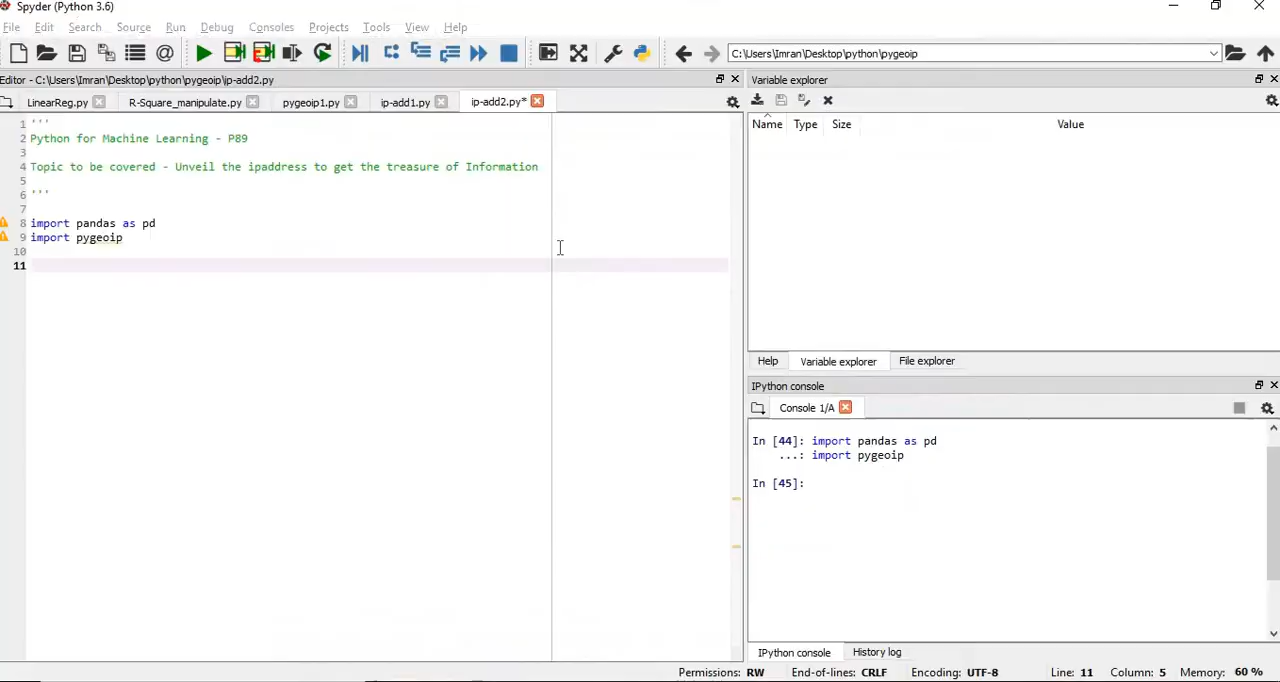 Spyder (Python 3.6)
File Edit Search Source Run Debug Consoles Projects Tools View Help
C:\Users\Imran\Desktop\python\pygeoip
Editor - C:\Users\Imran\Desktop\python\pygeoip\ip-add2.py
LinearReg.py R-Square_manipulate.py pygeoip1.py ip-add1.py ip-add2.py*
1 '''
2 Python for Machine Learning - P89
3
4 Topic to be covered - Unveil the ipaddress to get the treasure of Information
5
6 '''
7
8 import pandas as pd
9 import pygeoip
10
11
Variable explorer
Name Type Size Value
Help Variable explorer File explorer
IPython console
Console 1/A
In [44]: import pandas as pd
...: import pygeoip
In [45]:
IPython console History log
Permissions: RW End-of-lines: CRLF Encoding: UTF-8 Line: 11 Column: 5 Memory: 60 %